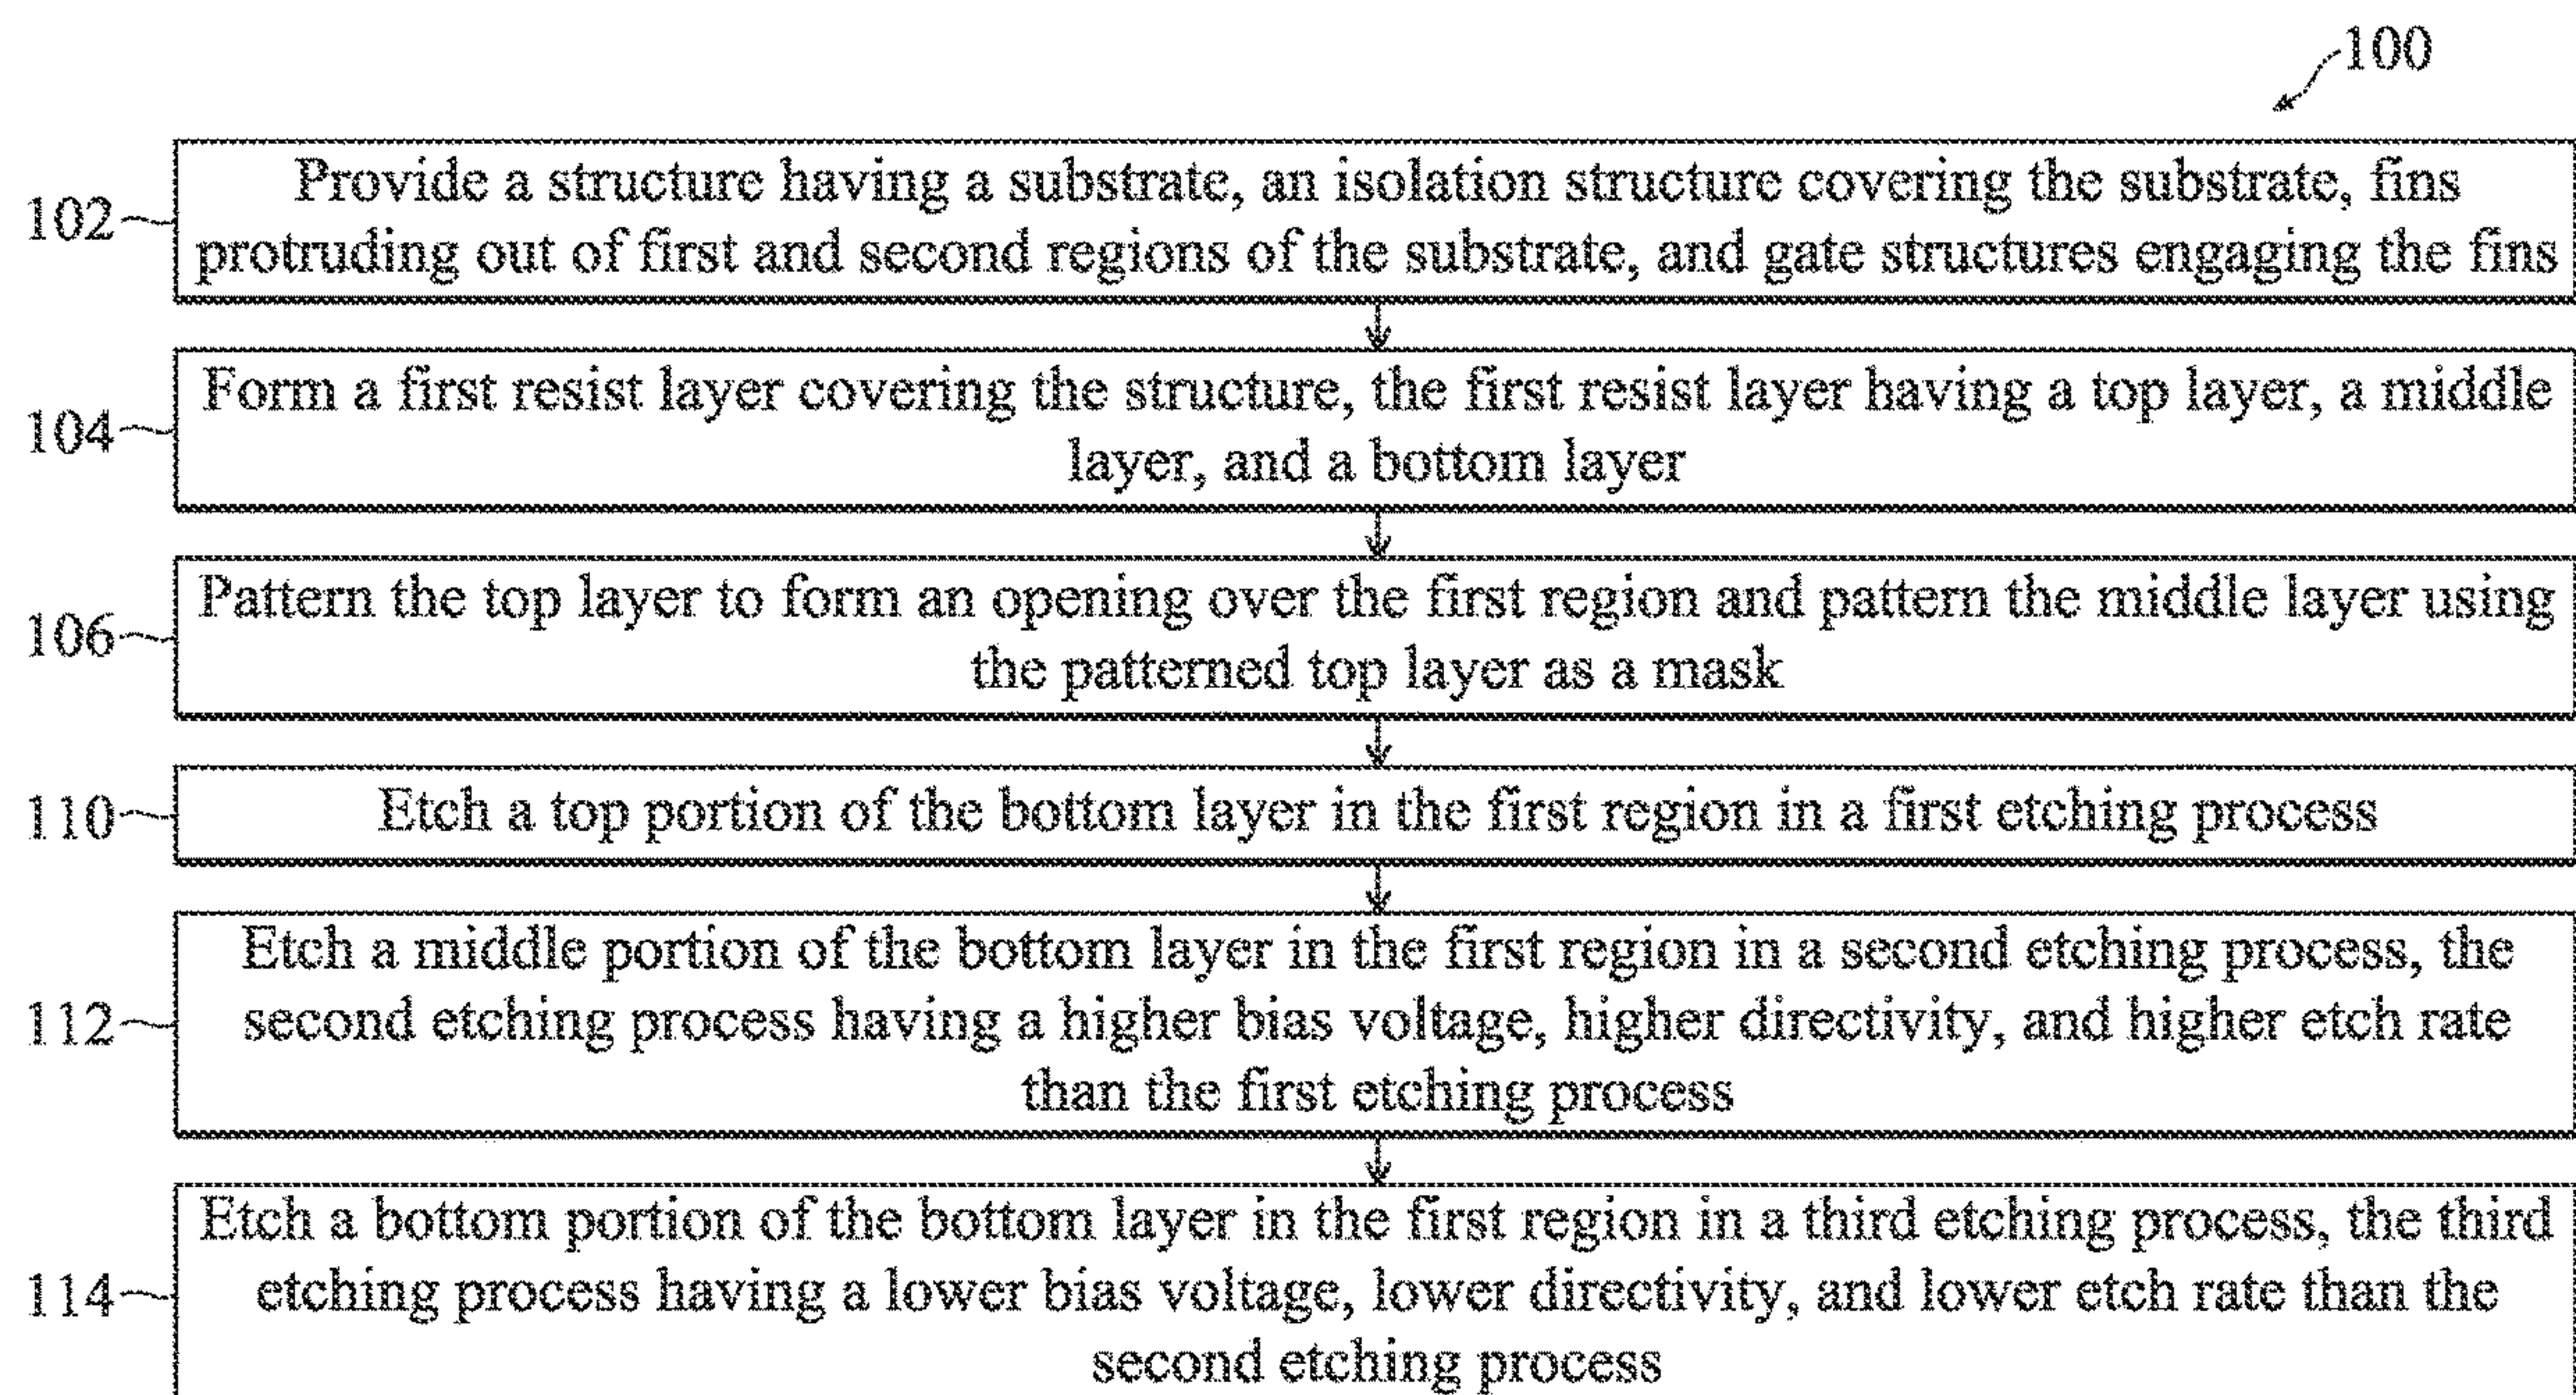 100
102
Provide a structure having a substrate, an isolation structure covering the substrate, fins
protruding out of first and second regions of the substrate, and gate structures engaging the fins
104
Form a first resist layer covering the structure, the first resist layer having a top layer, a middle
layer, and a bottom layer
106
Pattern the top layer to form an opening over the first region and pattern the middle layer using
the patterned top layer as a mask
110
Etch a top portion of the bottom layer in the first region in a first etching process
112
Etch a middle portion of the bottom layer in the first region in a second etching process, the
second etching process having a higher bias voltage, higher directivity, and higher etch rate
than the first etching process
114
Etch a bottom portion of the bottom layer in the first region in a third etching process, the third
etching process having a lower bias voltage, lower directivity, and lower etch rate than the
second etching process